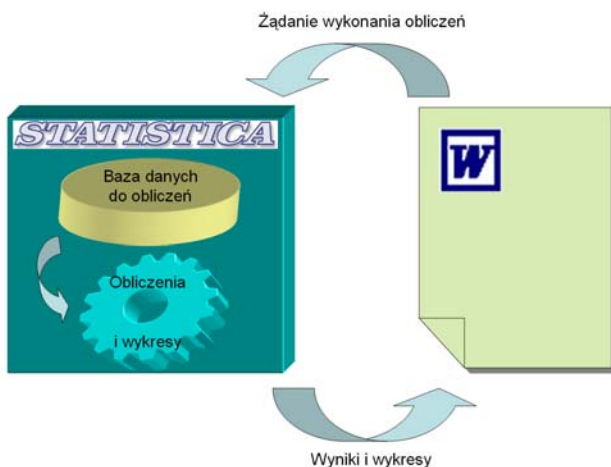 Żądanie wykonania obliczeń
STATISTICA
W
Baza danych
do obliczeń
Obliczenia
i wykresy
Wyniki i wykresy